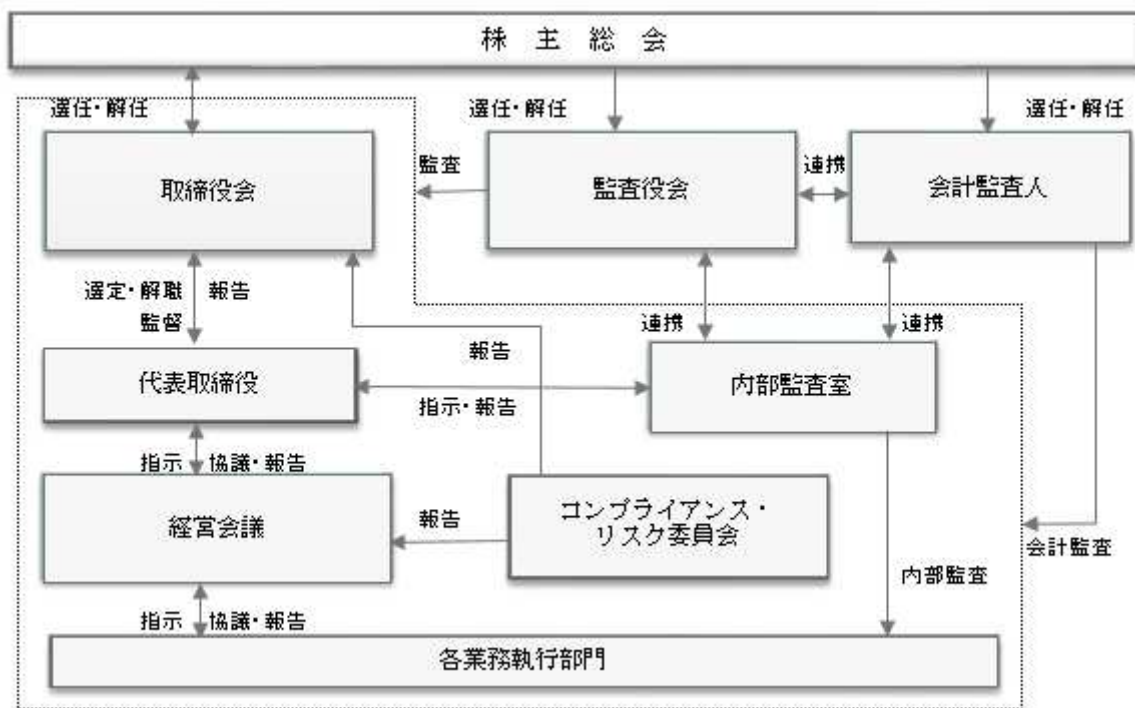 株 主 総 会
選任・解任
選任・解任
選任・解任
取締役会
監査
監査役会
連携
会計監査人
選定・解職
監督
報告
連携
連携
代表取締役
報告
指示・報告
内部監査室
指示
協議・報告
経営会議
報告
コンプライアンス・
リスク委員会
会計監査
内部監査
指示
協議・報告
各業務執行部門